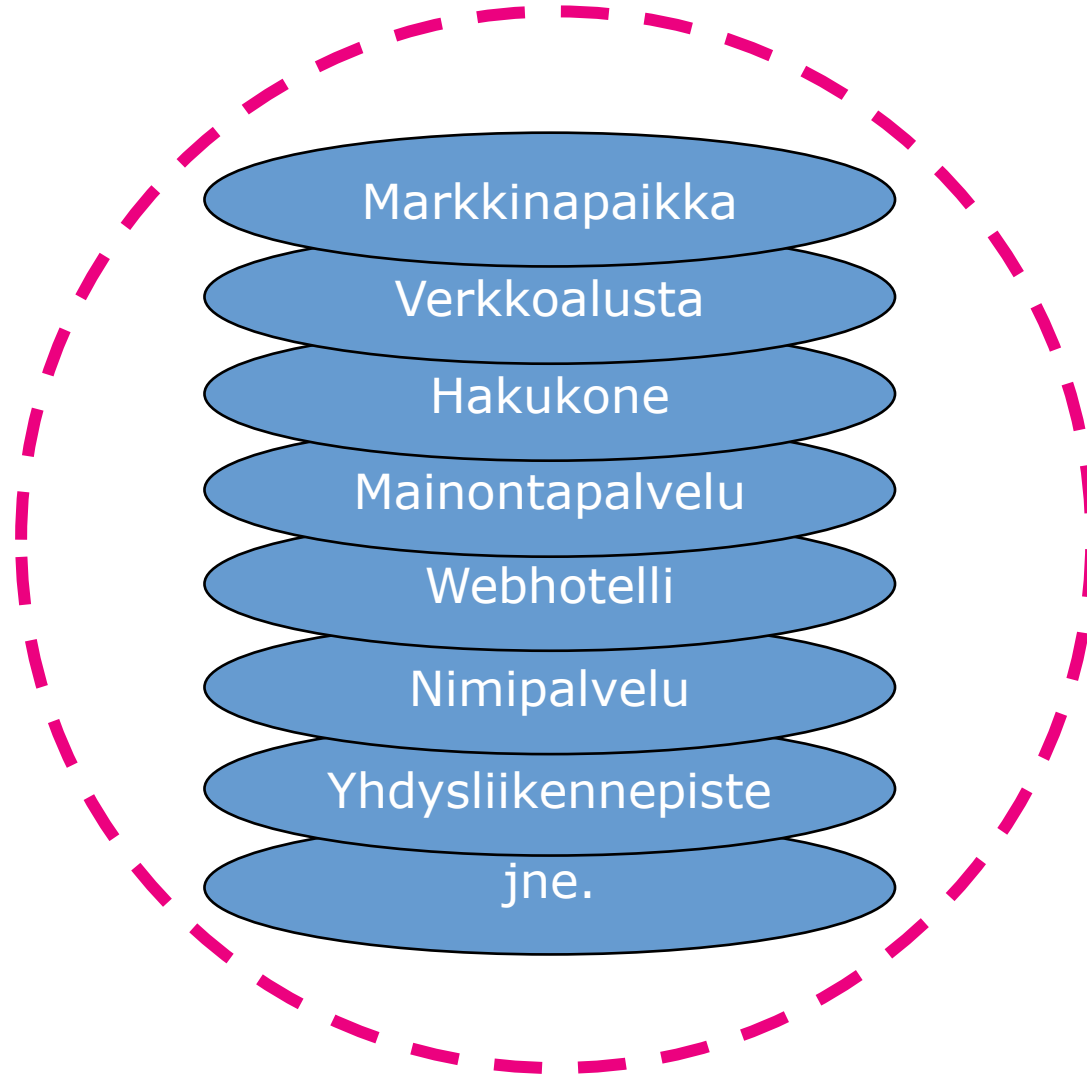 Markkinapaikka
Verkkoalusta
Hakukone
Mainontapalvelu
Webhotelli
Nimipalvelu
Yhdysliikennepiste
jne.